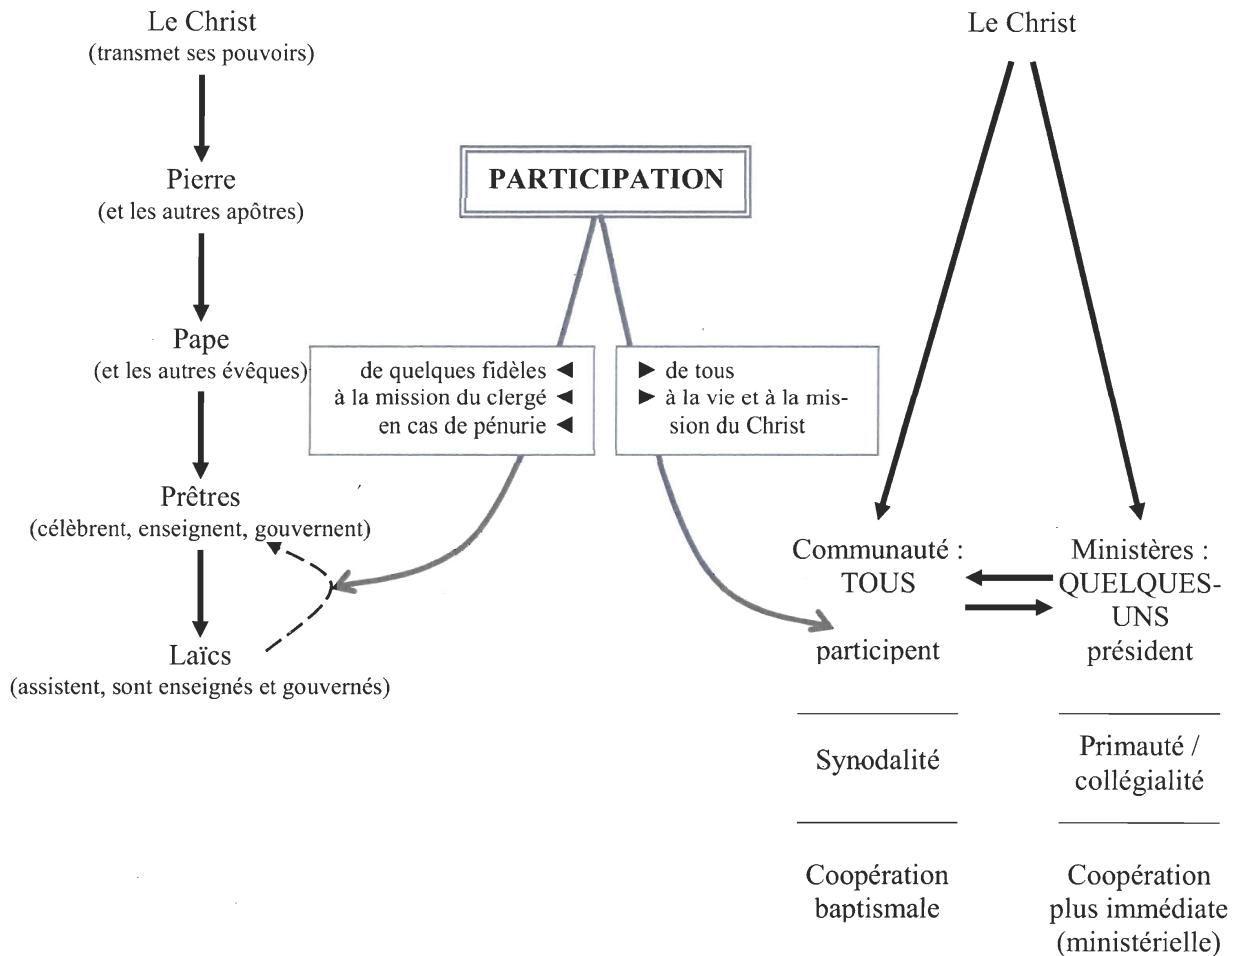 Le Christ
(transmet ses pouvoirs)
Pierre
(et les autres apôtres)
Pape
(et les autres évêques)
Prêtres
(célèbrent, enseignent, gouvernent)
Laïcs
(assistent, sont enseignés et gouvernés)
PARTICIPATION
de quelques fidèles ◄
à la mission du clergé ◄
en cas de pénurie ◄
► de tous
► à la vie et à la mis-
sion du Christ
Le Christ
Communauté :
TOUS
participent
Ministères :
QUELQUES-
UNS
président
Synodalité
Primauté /
collégialité
Coopération
baptismale
Coopération
plus immédiate
(ministérielle)